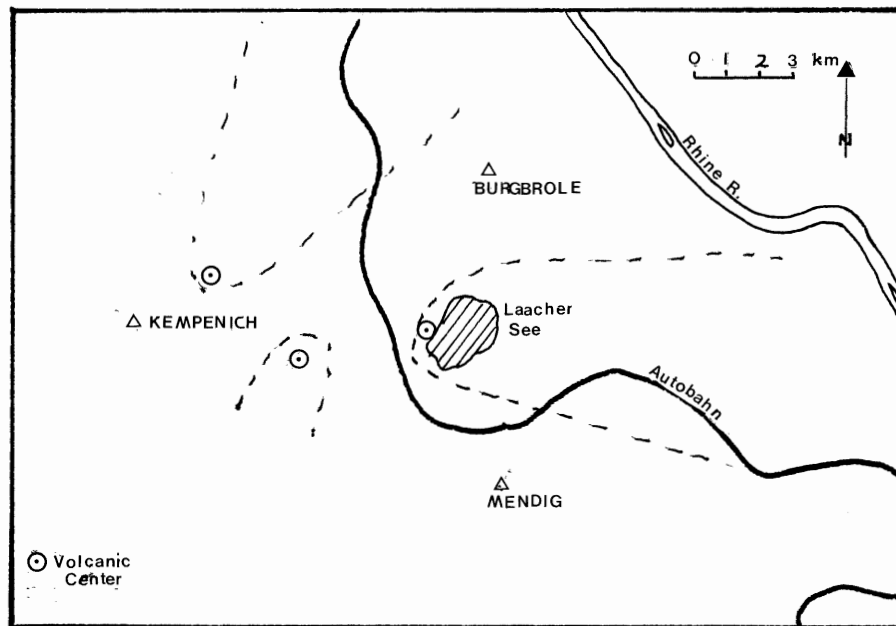 0 1 2 3 km
N
Rhine R.
BURGBROLE
Laacher
See
KEMPENICH
Autobahn
MENDIG
Volcanic
Center